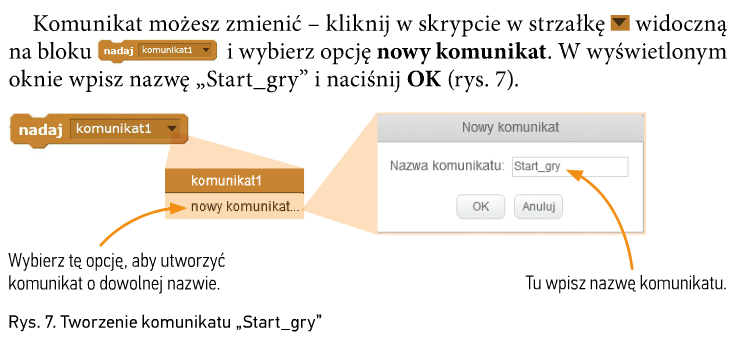 Komunikat możesz zmienić – kliknij w skrypcie w strzałkę widoczną
na bloku nadaj komunikat1 i wybierz opcję nowy komunikat. W wyświetlonym
oknie wpisz nazwę „Start_gry” i naciśnij OK (rys. 7).
nadaj komunikat1
komunikat1
nowy komunikat...
Nowy komunikat
Nazwa komunikatu: Start_gry
OK Anuluj
Wybierz tę opcję, aby utworzyć
komunikat o dowolnej nazwie.
Tu wpisz nazwę komunikatu.
Rys. 7. Tworzenie komunikatu „Start_gry”